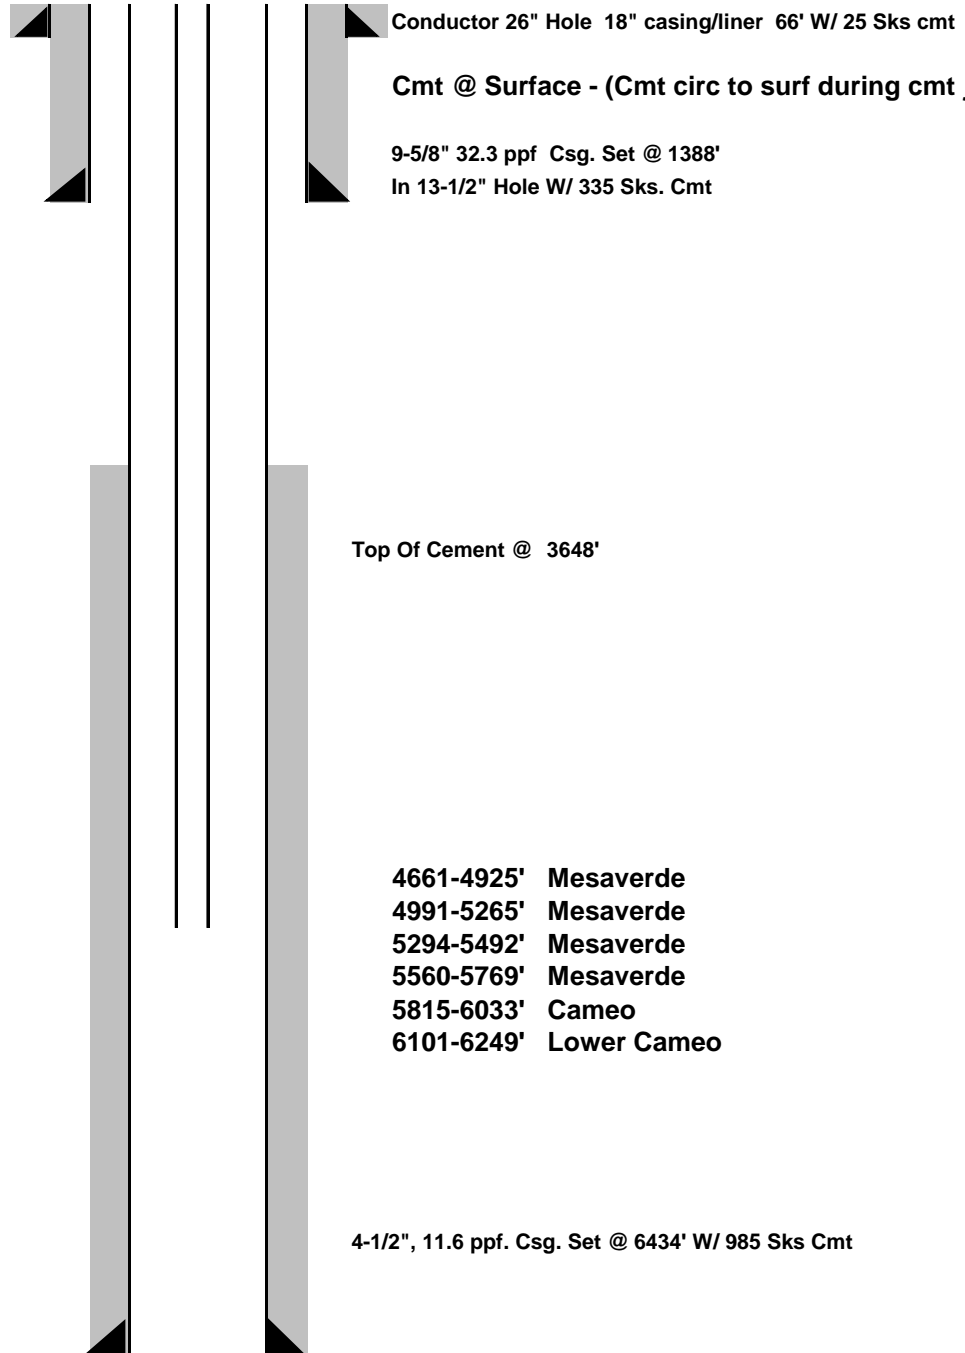 Conductor 26" Hole  18" casing/liner  66' W/ 25 Sks cmt
Cmt @ Surface - (Cmt circ to surf during cmt
9-5/8" 32.3 ppf  Csg. Set @ 1388'
In 13-1/2" Hole W/ 335 Sks. Cmt
Top Of Cement @  3648'
4661-4925'   Mesaverde
4991-5265'   Mesaverde
5294-5492'   Mesaverde
5560-5769'   Mesaverde
5815-6033'   Cameo
6101-6249'   Lower Cameo
4-1/2", 11.6 ppf. Csg. Set @ 6434' W/ 985 Sks Cmt